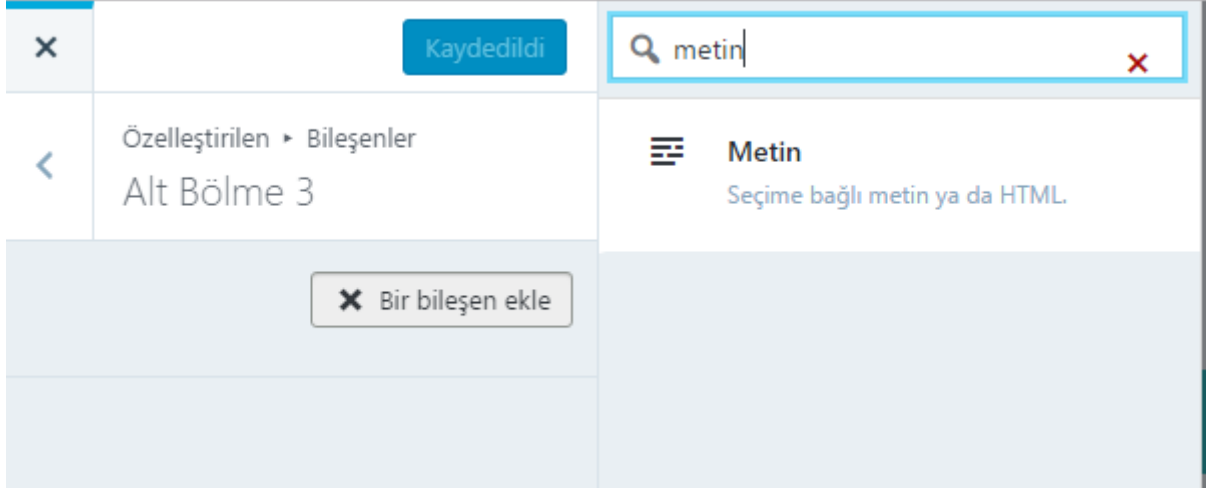 Kaydedildi
Özelleştirilen ▸ Bileşenler
Alt Bölme 3
Bir bileşen ekle
metin
Metin
Seçime bağlı metin ya da HTML.